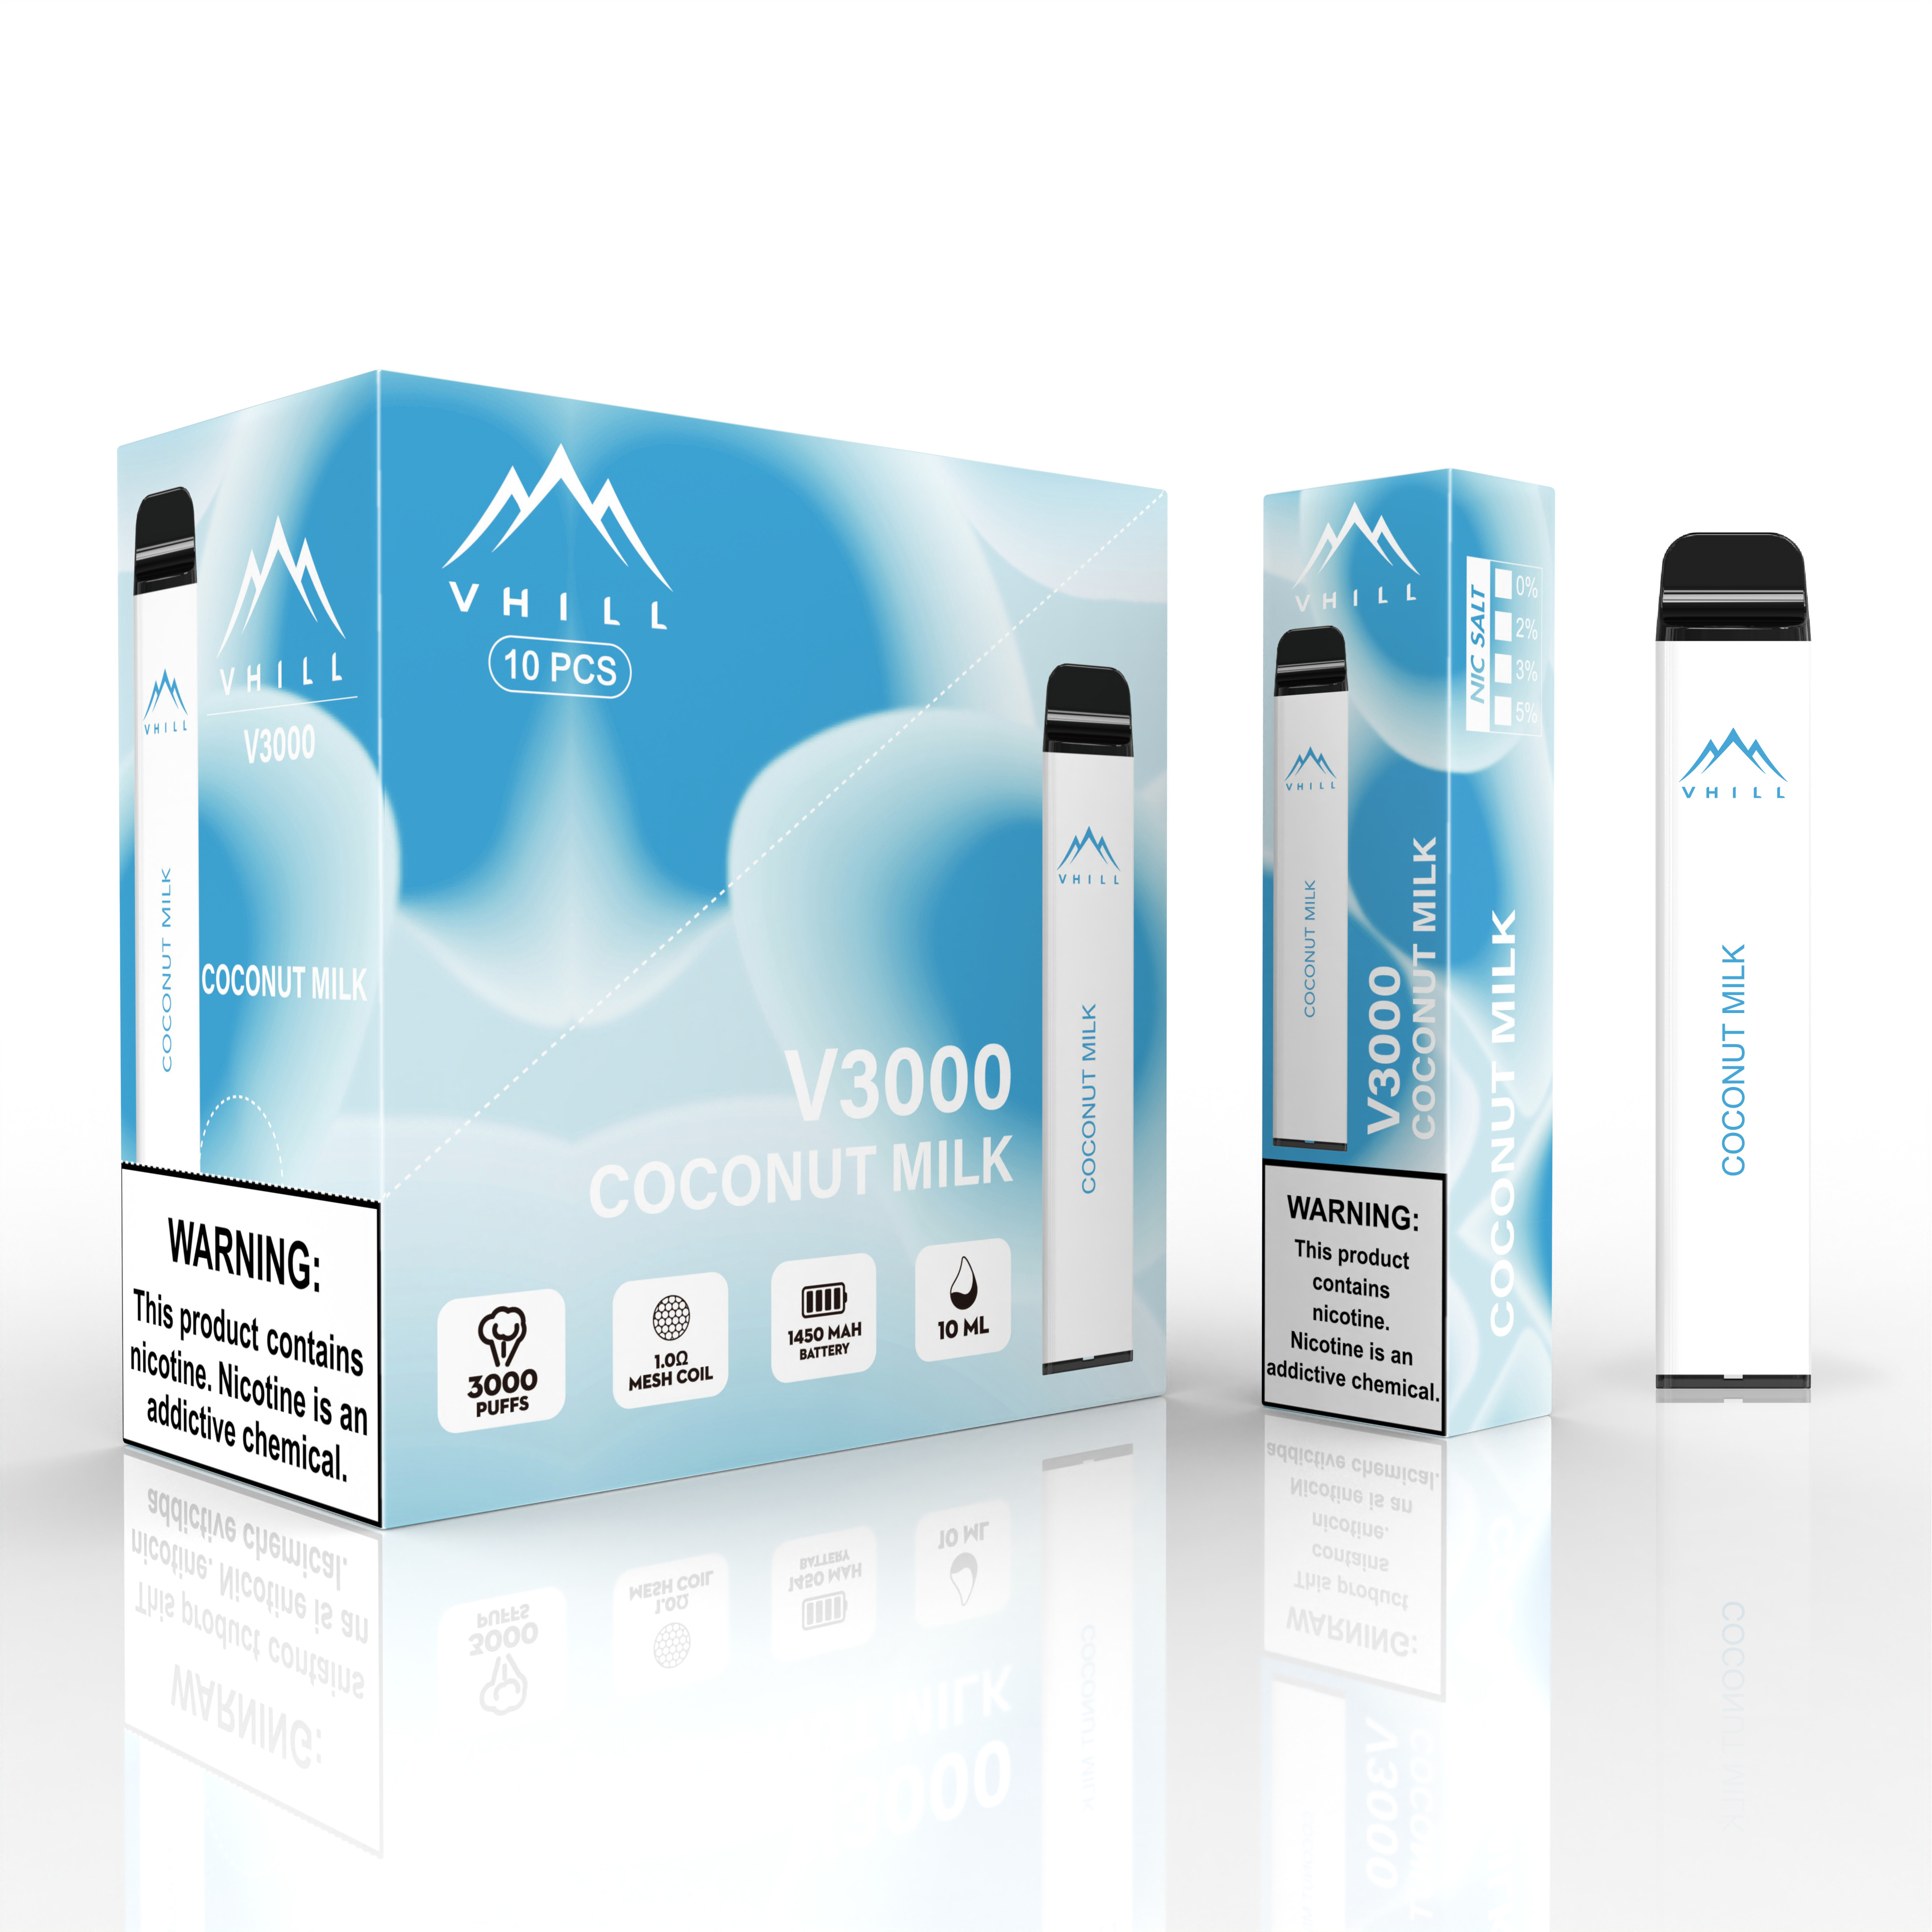 VHILL
COCONUT MILK
VHILL
V3000
COCONUT MILK
WARNING:
This product contains
nicotine. Nicotine is an
addictive chemical.
VHILL
10 PCS
V3000
COCONUT MILK
3000
PUFFS
1.0Ω
MESH COIL
1450 MAH
BATTERY
10 ML
VHILL
COCONUT MILK
VHILL
VHILL
COCONUT MILK
V3000
COCONUT MILK
WARNING:
This product
contains
nicotine.
Nicotine is an
addictive chemical.
NIC SALT
0%
2%
3%
5%
COCONUT MILK
VHILL
COCONUT MILK